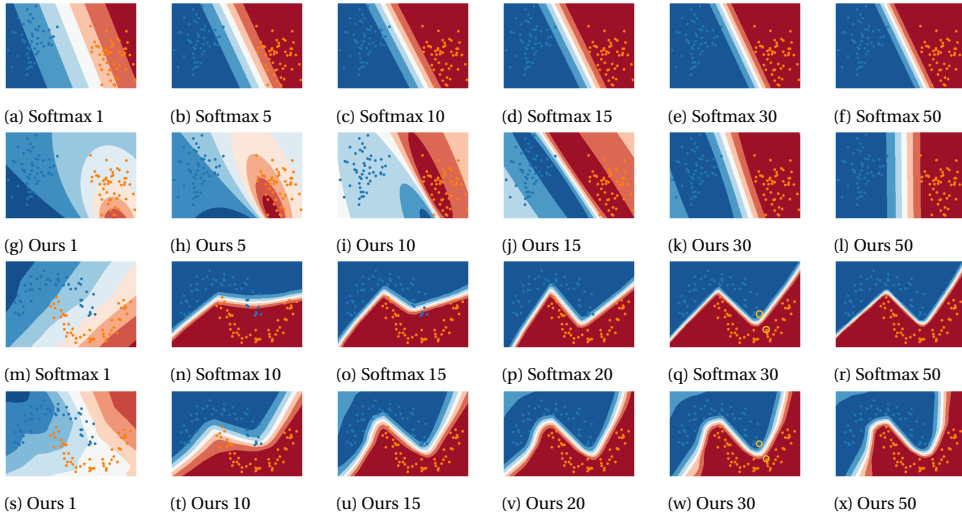 (a) Softmax 1 (b) Softmax 5 (c) Softmax 10 (d) Softmax 15 (e) Softmax 30 (f) Softmax 50
(g) Ours 1 (h) Ours 5 (i) Ours 10 (j) Ours 15 (k) Ours 30 (l) Ours 50
(m) Softmax 1 (n) Softmax 10 (o) Softmax 15 (p) Softmax 20 (q) Softmax 30 (r) Softmax 50
(s) Ours 1 (t) Ours 10 (u) Ours 15 (v) Ours 20 (w) Ours 30 (x) Ours 50